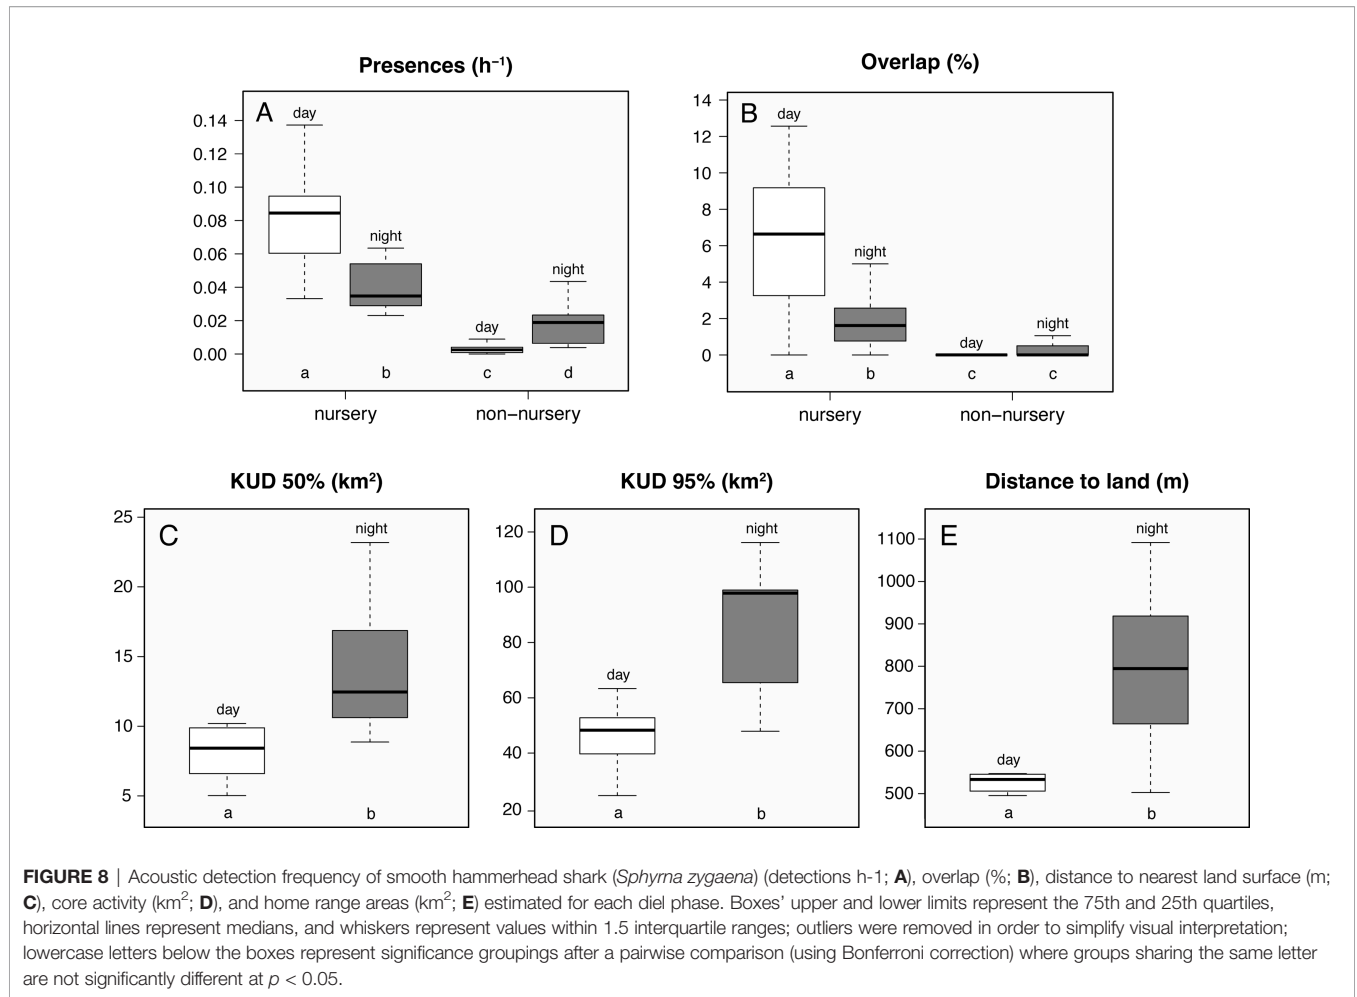 Presences (h⁻¹)
A
day
night
day
night
0.14
0.12
0.10
0.08
0.06
0.04
0.02
0.00
a b c d
nursery non–nursery
Overlap (%)
B
day
night
day
night
14
12
10
8
6
4
2
0
a b c c
nursery non–nursery
KUD 50% (km²)
C
day
night
25
20
15
10
5
a b
KUD 95% (km²)
D
day
night
120
100
80
60
40
20
a b
Distance to land (m)
E
day
night
1100
1000
900
800
700
600
500
a b
FIGURE 8 | Acoustic detection frequency of smooth hammerhead shark (Sphyrna zygaena) (detections h-1; A), overlap (%; B), distance to nearest land surface (m;
C), core activity (km²; D), and home range areas (km²; E) estimated for each diel phase. Boxes’ upper and lower limits represent the 75th and 25th quartiles,
horizontal lines represent medians, and whiskers represent values within 1.5 interquartile ranges; outliers were removed in order to simplify visual interpretation;
lowercase letters below the boxes represent significance groupings after a pairwise comparison (using Bonferroni correction) where groups sharing the same letter
are not significantly different at p < 0.05.